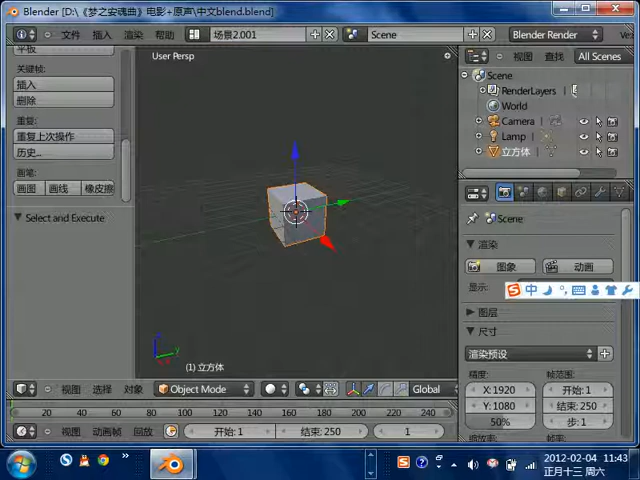 Blender [D:\《梦之安魂曲》电影+原声\中文blend.blend]
文件 渲染 窗口 帮助 场景2.001 Scene Blender Render
视图 查找 All Scenes
平板
关键帧:
插入
删除
重复:
重复上次操作
历史...
画笔:
画图 画线 橡皮擦
Select and Execute
User Persp
(1) 立方体
Scene
RenderLayers
World
Camera
Lamp
立方体
Scene
渲染
图象 动画
显示:
中
图层
尺寸
渲染预设
精度: 帧范围:
X:1920 开始:1
Y:1080 结束:250
50% 步:1
视图 选择 对象 Object Mode Global
20 40 60 80 100 120 140 160 180 200 220 240
视图 动画帧 回放 开始:1 结束:250 1
2012-02-04 11:43
正月十三 周六